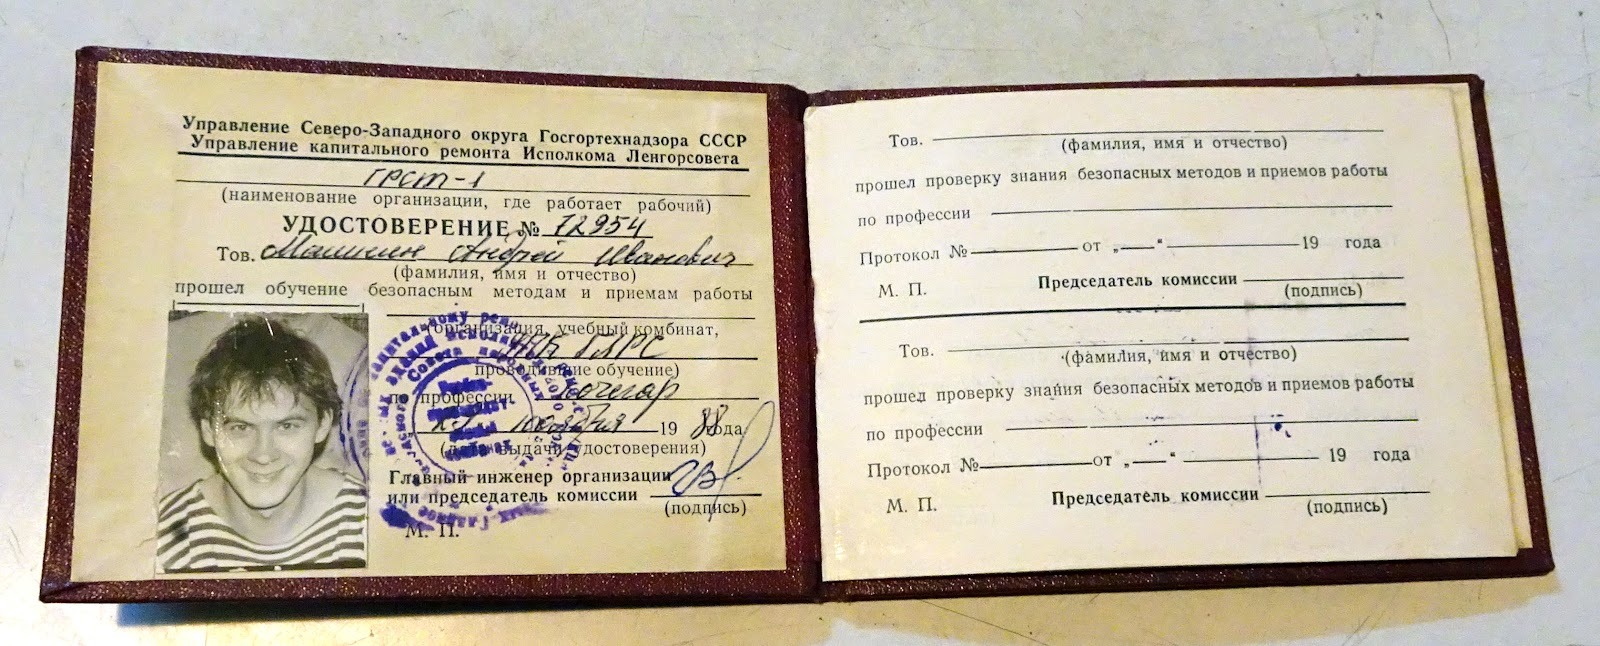 Управление Северо-Западного округа Госгортехнадзора СССР
Управление капитального ремонта Исполкома Ленгорсовета
ГРСТ-1
(наименование организации, где работает рабочий)
УДОСТОВЕРЕНИЕ № 72954
Тов. Андрей Иванович
(фамилия, имя и отчество)
прошел обучение безопасным методам и приемам работы
(организация, учебный комбинат,
проводившие обучение)
по профессии кочегар
ноября 1988 года
(дата выдачи удостоверения)
Главный инженер организации
или председатель комиссии
(подпись)
М. П.
Тов.
(фамилия, имя и отчество)
прошел проверку знания безопасных методов и приемов работы
по профессии
Протокол № от „ “ 19 года
М. П. Председатель комиссии
(подпись)
Тов.
(фамилия, имя и отчество)
прошел проверку знания безопасных методов и приемов работы
по профессии
Протокол № от „ “ 19 года
М. П. Председатель комиссии
(подпись)